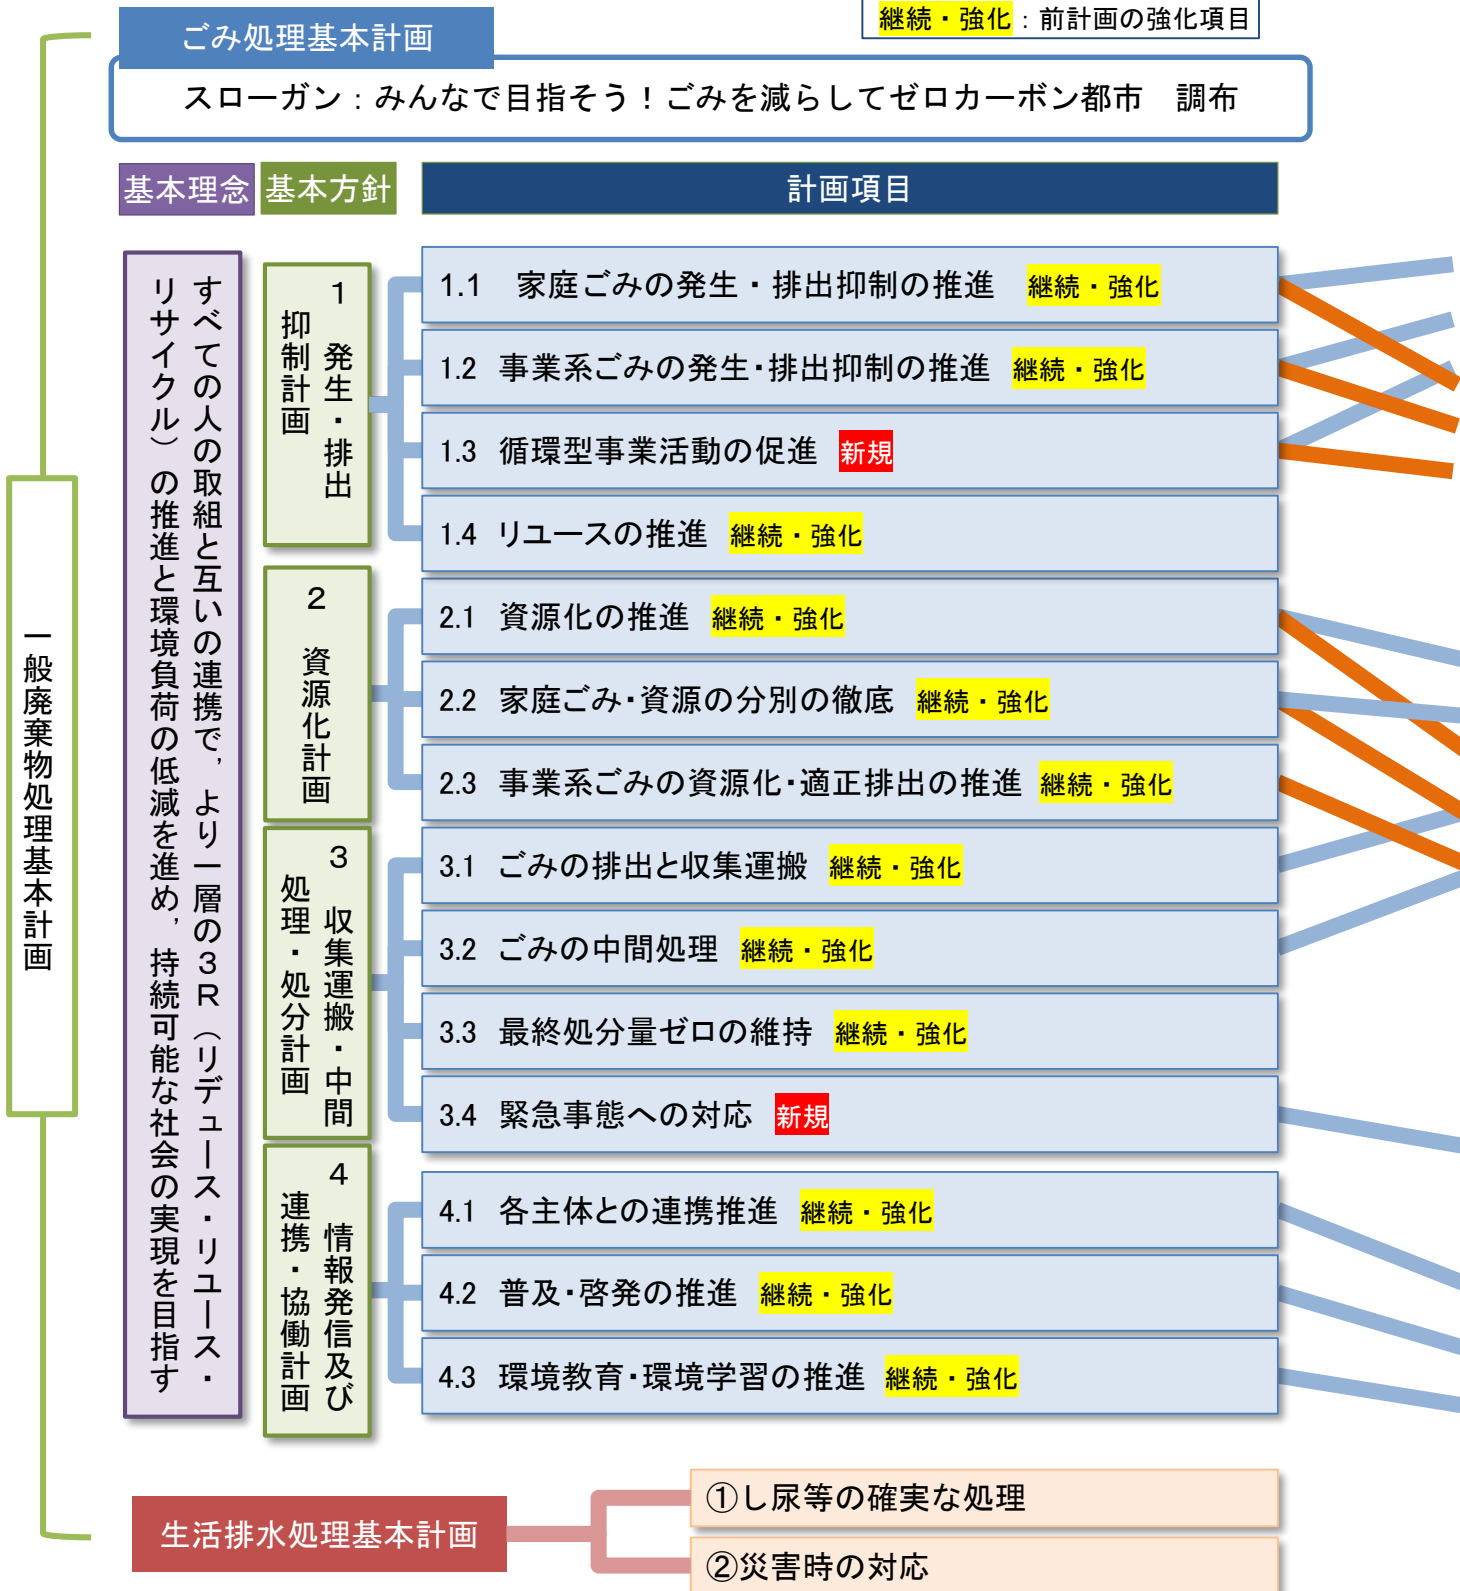 継続・強化：前計画の強化項目
ごみ処理基本計画
スローガン：みんなで目指そう！ごみを減らしてゼロカーボン都市　調布
基本理念
基本方針
計画項目
一般廃棄物処理基本計画
すべての人の取組と互いの連携で，より一層の３Ｒ（リデュース・リユース・
リサイクル）の推進と環境負荷の低減を進め，持続可能な社会の実現を目指す
１　発生・排出
抑制計画
1.1　家庭ごみの発生・排出抑制の推進　継続・強化
1.2 事業系ごみの発生・排出抑制の推進　継続・強化
1.3 循環型事業活動の促進　新規
1.4 リユースの推進　継続・強化
２　資源化計画
2.1 資源化の推進　継続・強化
2.2 家庭ごみ・資源の分別の徹底　継続・強化
2.3 事業系ごみの資源化・適正排出の推進　継続・強化
３　収集運搬・中間
処理・処分計画
3.1 ごみの排出と収集運搬　継続・強化
3.2 ごみの中間処理　継続・強化
3.3 最終処分量ゼロの維持　継続・強化
3.4 緊急事態への対応　新規
４　情報発信及び
連携・協働計画
4.1 各主体との連携推進　継続・強化
4.2 普及・啓発の推進　継続・強化
4.3 環境教育・環境学習の推進　継続・強化
生活排水処理基本計画
①し尿等の確実な処理
②災害時の対応